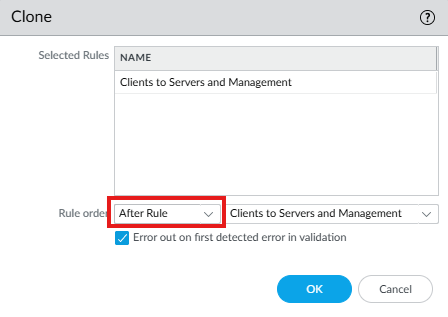 Clone
Selected Rules
NAME
Clients to Servers and Management
Rule order After Rule Clients to Servers and Management
Error out on first detected error in validation
OK Cancel